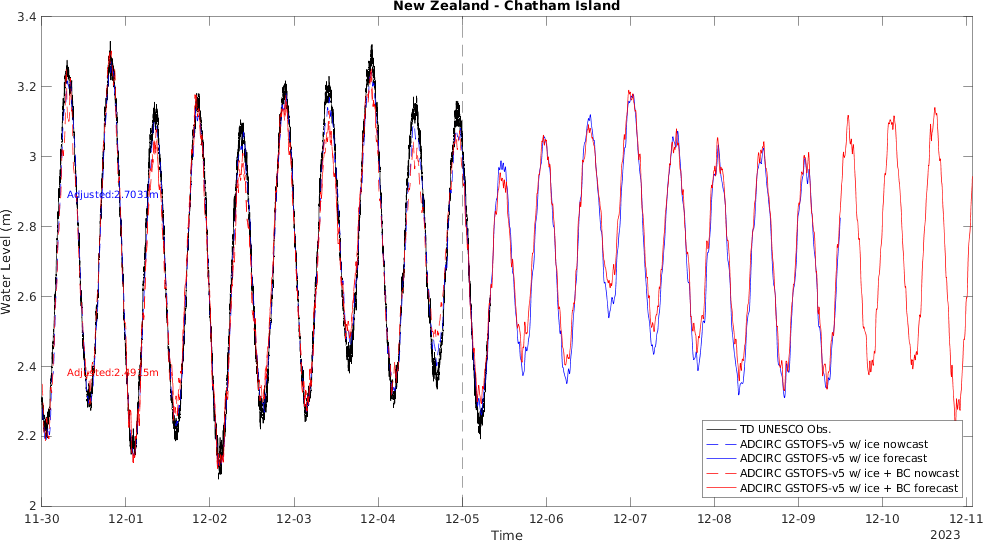 New Zealand - Chatham Island
3.4
3.2
3
2.8
2.6
2.4
2.2
2
Water Level (m)
Adjusted:2.7031m
Adjusted:2.4915m
TD UNESCO Obs.
ADCIRC GSTOFS-v5 w/ ice nowcast
ADCIRC GSTOFS-v5 w/ ice forecast
ADCIRC GSTOFS-v5 w/ ice + BC nowcast
ADCIRC GSTOFS-v5 w/ ice + BC forecast
11-30 12-01 12-02 12-03 12-04 12-05 12-06 12-07 12-08 12-09 12-10 12-11
Time
2023